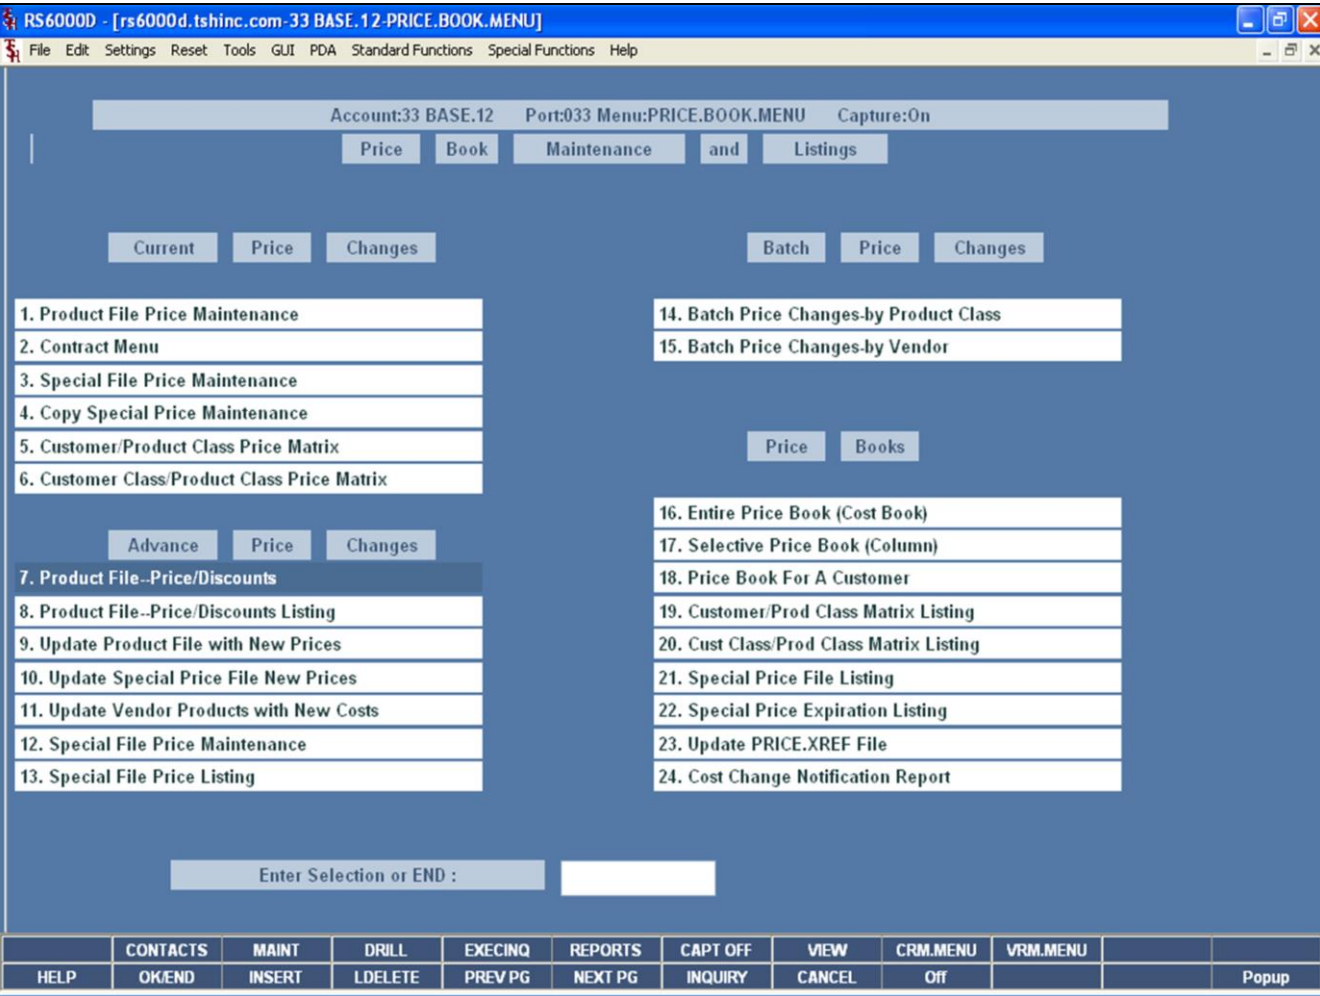 RS6000D - [rs6000d.tshinc.com-33 BASE.12-PRICE.BOOK.MENU]
File Edit Settings Reset Tools GUI PDA Standard Functions Special Functions Help
Account:33 BASE.12 Port:033 Menu:PRICE.BOOK.MENU Capture:On
Price Book Maintenance and Listings
Current Price Changes
1. Product File Price Maintenance
2. Contract Menu
3. Special File Price Maintenance
4. Copy Special Price Maintenance
5. Customer/Product Class Price Matrix
6. Customer Class/Product Class Price Matrix
Advance Price Changes
7. Product File--Price/Discounts
8. Product File--Price/Discounts Listing
9. Update Product File with New Prices
10. Update Special Price File New Prices
11. Update Vendor Products with New Costs
12. Special File Price Maintenance
13. Special File Price Listing
Batch Price Changes
14. Batch Price Changes-by Product Class
15. Batch Price Changes-by Vendor
Price Books
16. Entire Price Book (Cost Book)
17. Selective Price Book (Column)
18. Price Book For A Customer
19. Customer/Prod Class Matrix Listing
20. Cust Class/Prod Class Matrix Listing
21. Special Price File Listing
22. Special Price Expiration Listing
23. Update PRICE.XREF File
24. Cost Change Notification Report
Enter Selection or END :
CONTACTS MAINT DRILL EXECINQ REPORTS CAPT OFF VIEW CRM.MENU VRM.MENU
HELP OK/END INSERT LDELETE PREV PG NEXT PG INQUIRY CANCEL Off Popup